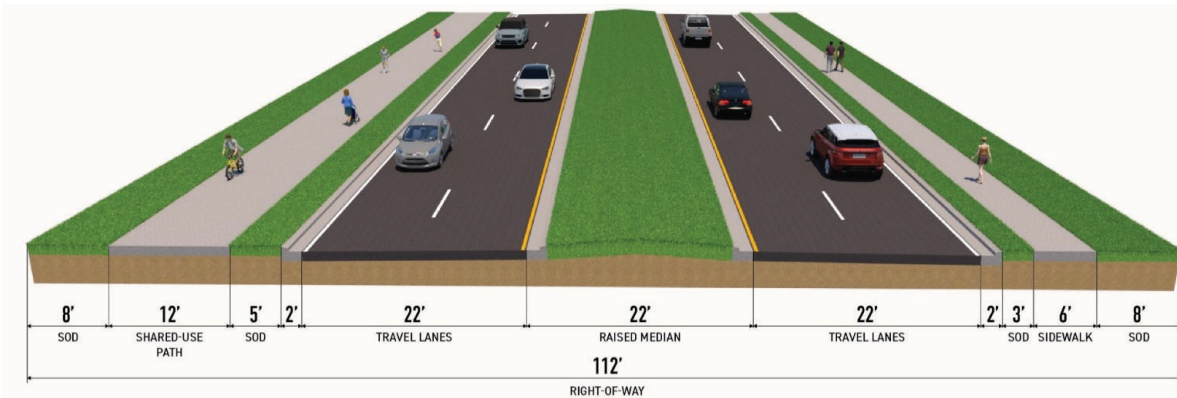 8' 12' 5' 2' 22' 22' 22' 2' 3' 6' 8'
SOD SHARED-USE SOD TRAVEL LANES RAISED MEDIAN TRAVEL LANES SOD SIDEWALK SOD
PATH
112'
RIGHT-OF-WAY